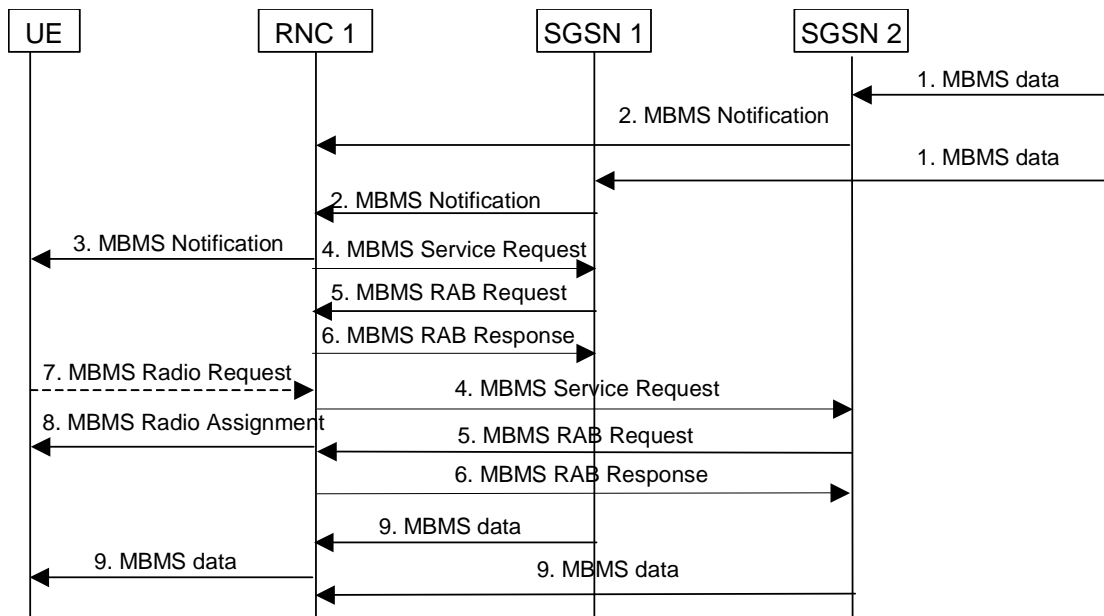 UE
RNC 1
SGSN 1
SGSN 2
1. MBMS data
2. MBMS Notification
1. MBMS data
2. MBMS Notification
3. MBMS Notification
4. MBMS Service Request
5. MBMS RAB Request
6. MBMS RAB Response
7. MBMS Radio Request
4. MBMS Service Request
8. MBMS Radio Assignment
5. MBMS RAB Request
6. MBMS RAB Response
9. MBMS data
9. MBMS data
9. MBMS data